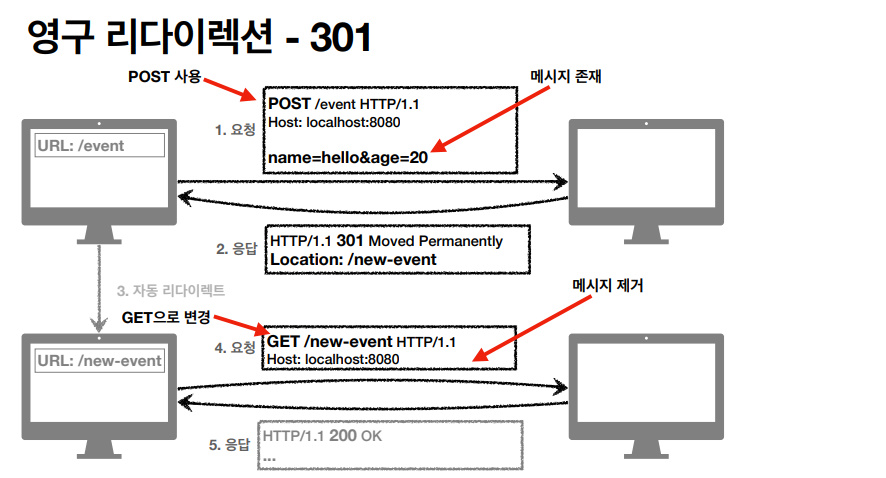 영구 리다이렉션 - 301
POST 사용
메시지 존재
1. 요청
POST /event HTTP/1.1
Host: localhost:8080
name=hello&age=20
URL: /event
2. 응답
HTTP/1.1 301 Moved Permanently
Location: /new-event
3. 자동 리다이렉트
메시지 제거
GET으로 변경
4. 요청
GET /new-event HTTP/1.1
Host: localhost:8080
URL: /new-event
5. 응답
HTTP/1.1 200 OK
...